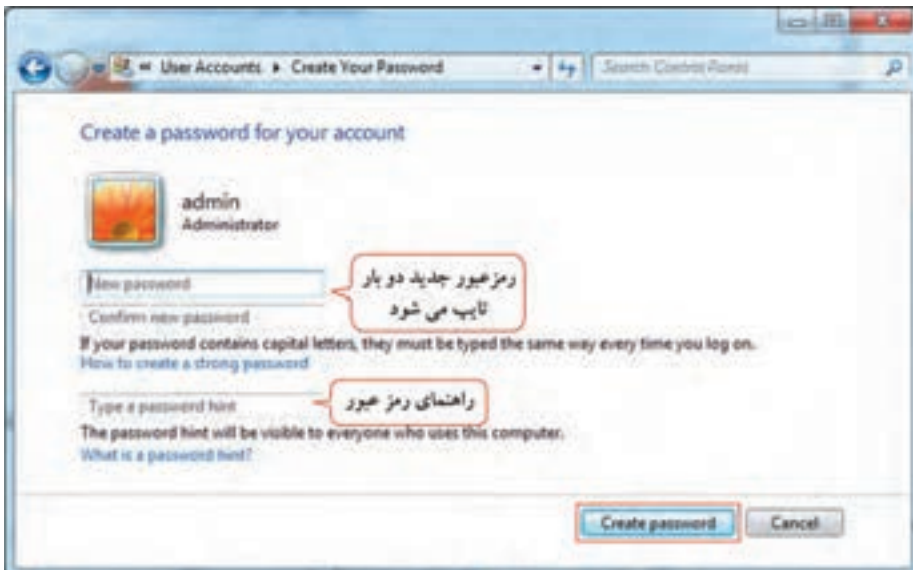 « User Accounts ▸ Create Your Password
Search Control Panel
Create a password for your account
admin
Administrator
New password
رمز عبور جدید دو بار
تایپ می شود
Confirm new password
If your password contains capital letters, they must be typed the same way every time you log on.
How to create a strong password
Type a password hint
راهنمای رمز عبور
The password hint will be visible to everyone who uses this computer.
What is a password hint?
Create password
Cancel